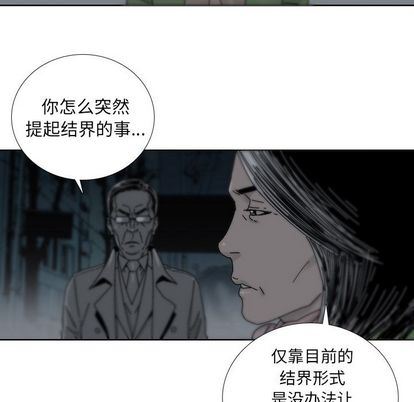 你怎么突然
提起结界的事...
仅靠目前的
结界形式
是没办法让